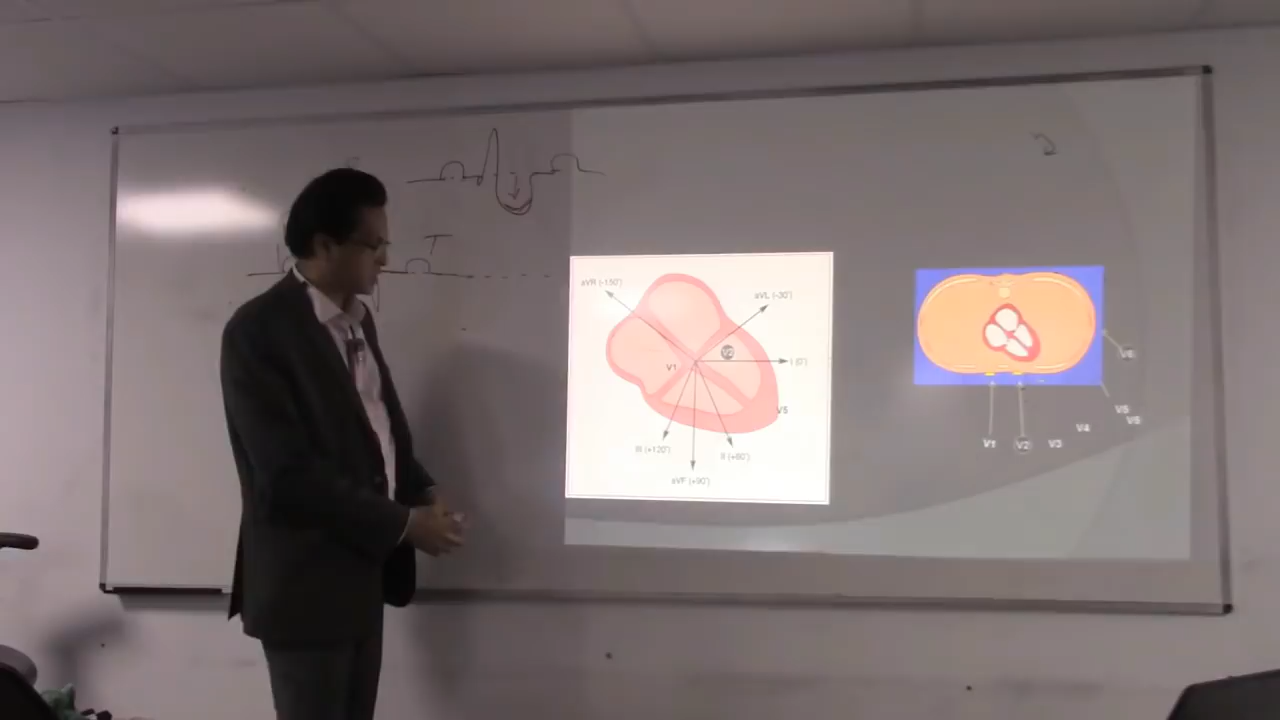 T
aVR (-150°)
aVL (-30°)
V2
I (0°)
V1
V5
III (+120°)
II (+60°)
aVF (+90°)
V6
V6
V5
V4
V1
V2
V3